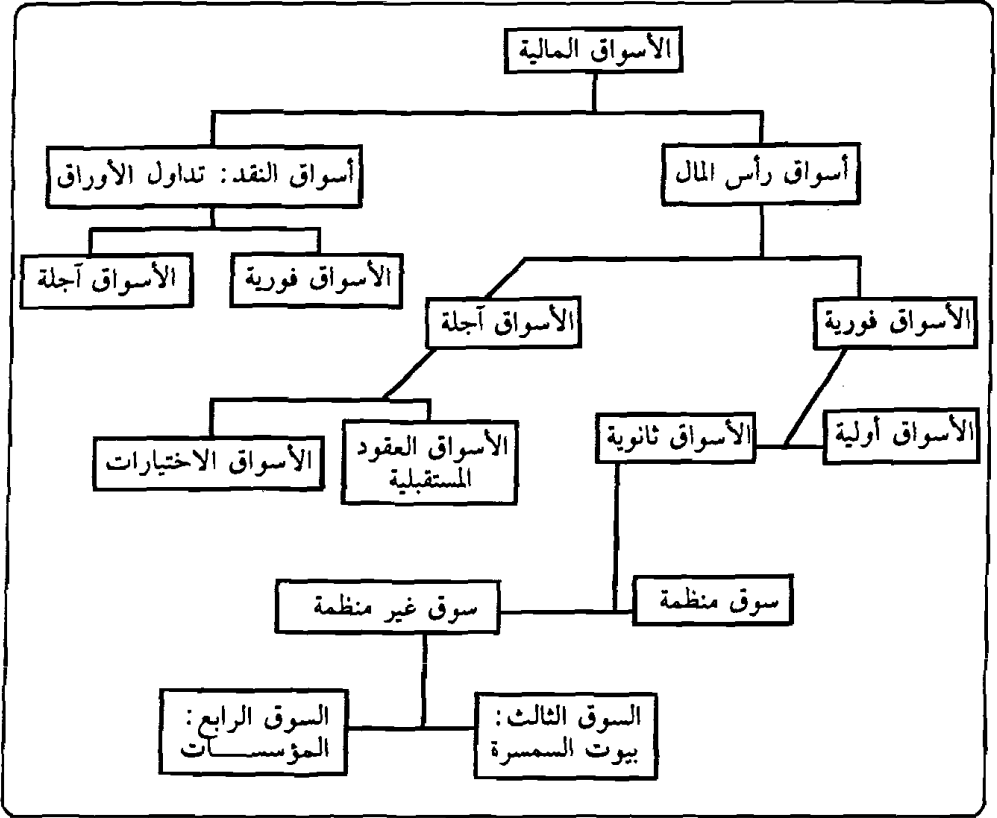 الأسواق المالية
أسواق رأس المال
أسواق النقد: تداول الأوراق
الأسواق فورية
الأسواق آجلة
الأسواق فورية
الأسواق آجلة
الأسواق أولية
الأسواق ثانوية
الأسواق العقود
المستقبلية
الأسواق الاختيارات
سوق منظمة
سوق غير منظمة
السوق الثالث:
بيوت السمسرة
السوق الرابع:
المؤسسات